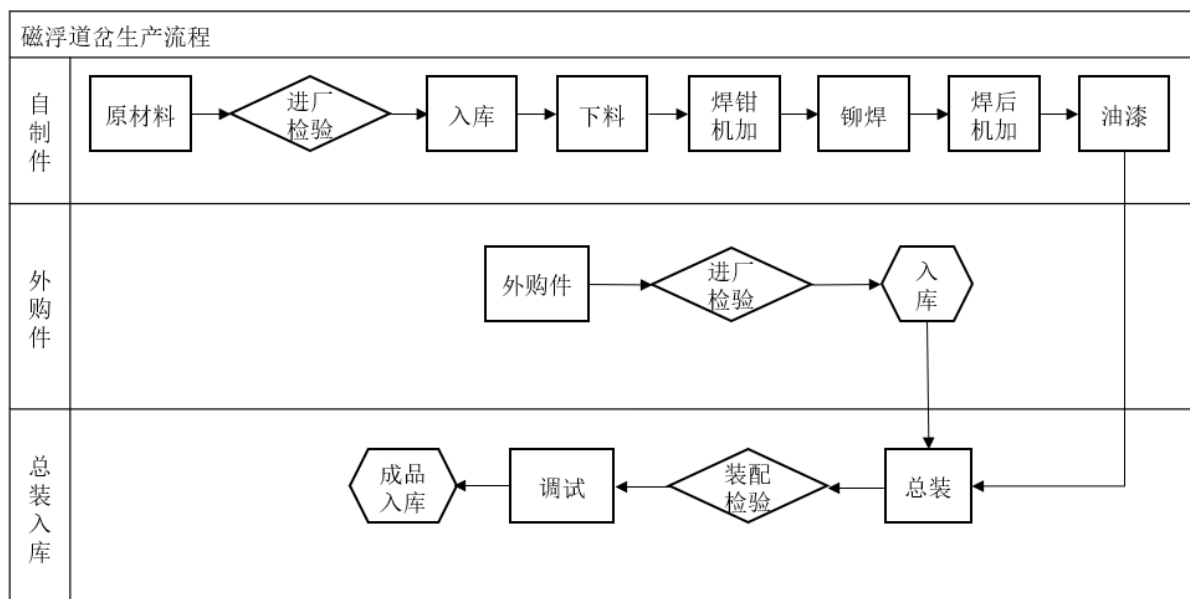 磁浮道岔生产流程
自
制
件
原材料
进厂
检验
入库
下料
焊钳
机加
铆焊
焊后
机加
油漆
外
购
件
外购件
进厂
检验
入
库
总
装
入
库
成品
入库
调试
装配
检验
总装